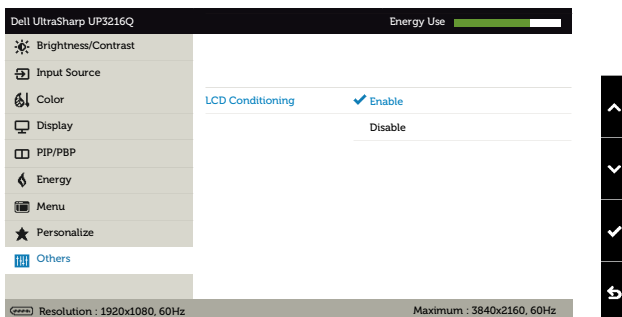 Dell UltraSharp UP3216Q Energy Use
Brightness/Contrast
Input Source
Color
LCD Conditioning Enable
Display
Disable
PIP/PBP
Energy
Menu
Personalize
Others
Resolution : 1920x1080, 60Hz Maximum : 3840x2160, 60Hz